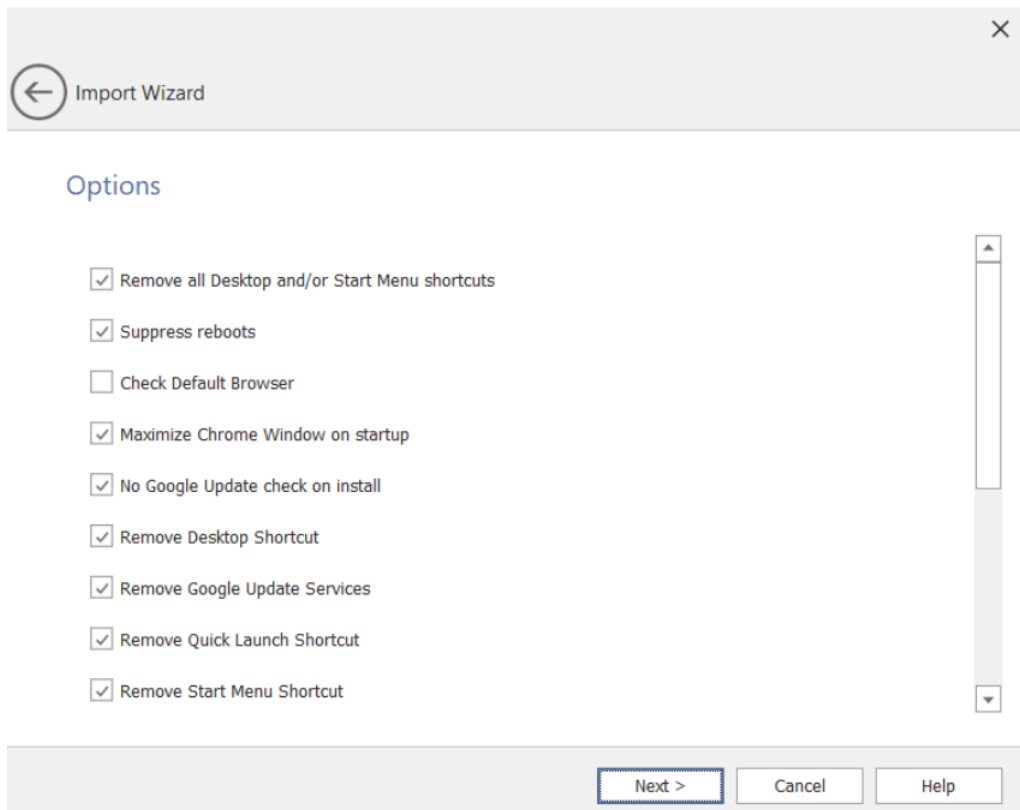 Import Wizard
Options
Remove all Desktop and/or Start Menu shortcuts
Suppress reboots
Check Default Browser
Maximize Chrome Window on startup
No Google Update check on install
Remove Desktop Shortcut
Remove Google Update Services
Remove Quick Launch Shortcut
Remove Start Menu Shortcut
Next > Cancel Help